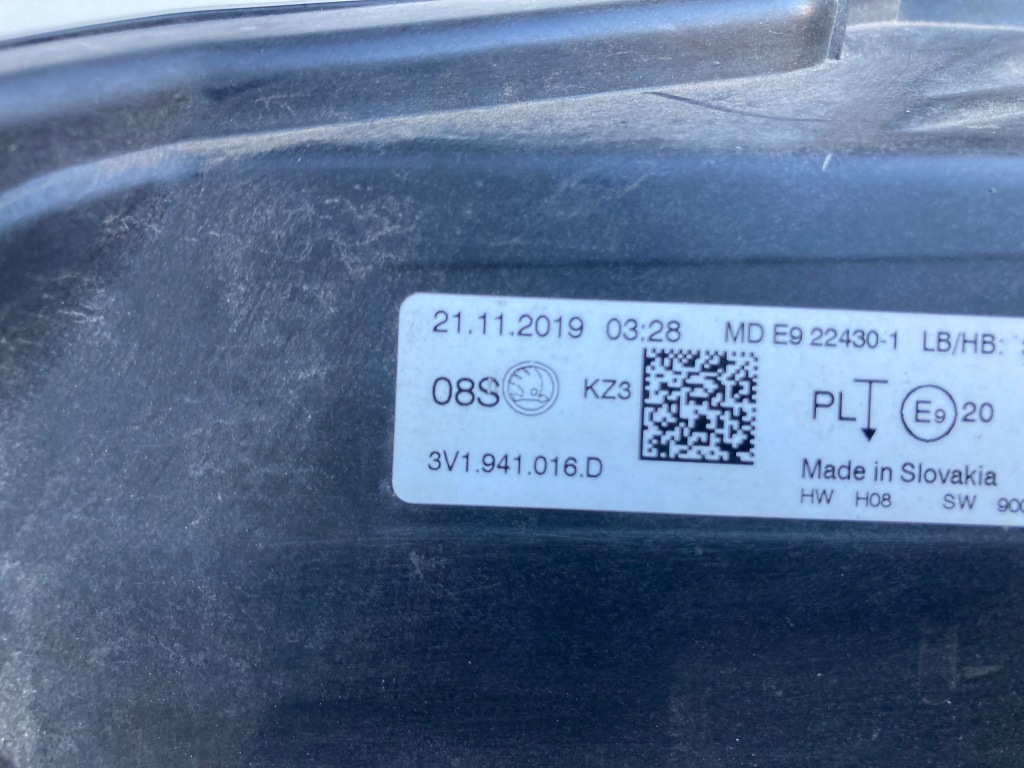 21.11.2019 03:28 MD E9 22430-1 LB/HB:
08S KZ3 PL E9 20
3V1.941.016.D
Made in Slovakia
HW H08 SW 900